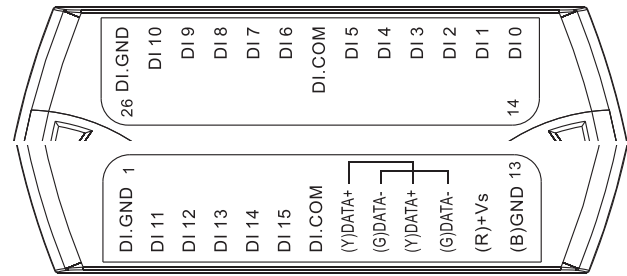 26 DI.GND
DI 10
DI 9
DI 8
DI 7
DI 6
DI.COM
DI 5
DI 4
DI 3
DI 2
DI 1
14 DI 0
DI.GND 1
DI 11
DI 12
DI 13
DI 14
DI 15
DI.COM
(Y)DATA+
(G)DATA-
(Y)DATA+
(G)DATA-
(R)+Vs
(B)GND 13